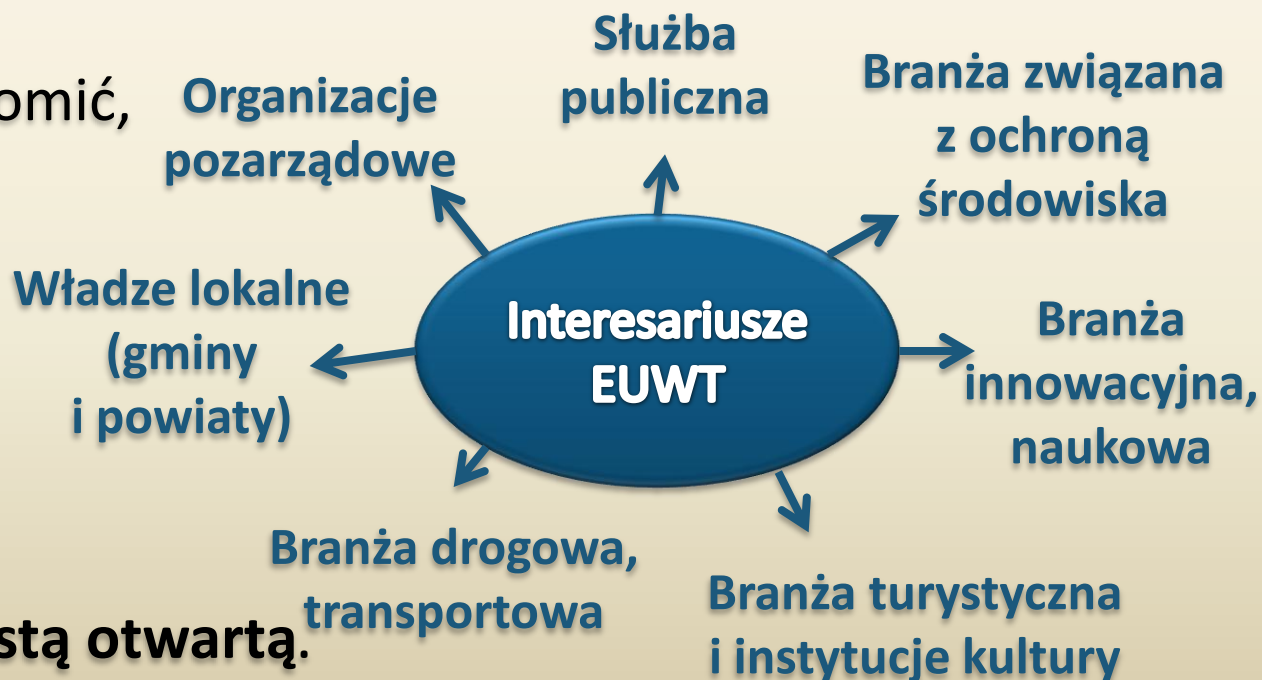 Służba
publiczna
omić,
Organizacje
pozarządowe
Branża związana
z ochroną
środowiska
Władze lokalne
(gminy
i powiaty)
Interesariusze
EUWT
Branża
innowacyjna,
naukowa
Branża drogowa,
transportowa
Branża turystyczna
i instytucje kultury
stą otwartą.